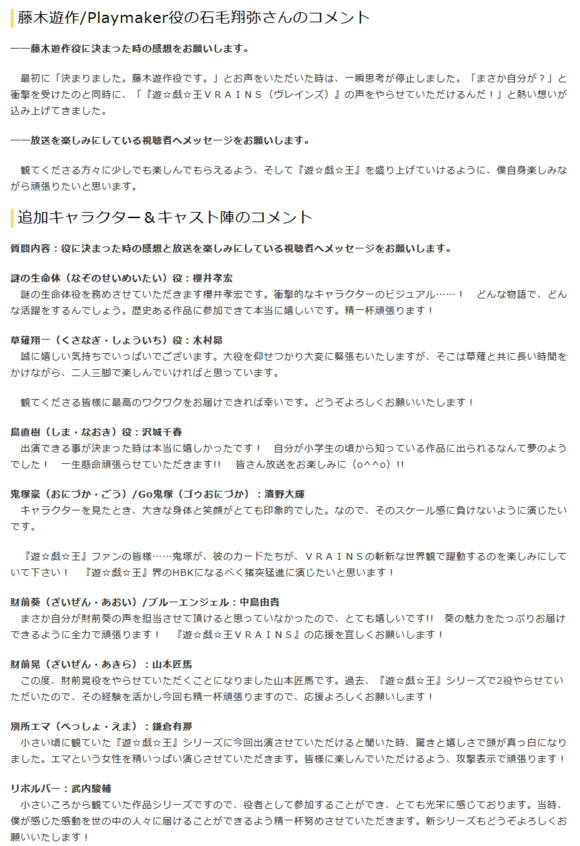 藤木遊作/Playmaker役の石毛翔弥さんのコメント
――藤木遊作役に決まった時の感想をお願いします。
最初に「決まりました。藤木遊作役です。」とお声をいただいた時は、一瞬思考が停止しました。「まさか自分が？」と
衝撃を受けたのと同時に、「『遊☆戯☆王ＶＲＡＩＮＳ（ヴレインズ）』の声をやらせていただけるんだ！」と熱い想いが
込み上げてきました。
――放送を楽しみにしている視聴者へメッセージをお願いします。
観てくださる方々に少しでも楽しんでもらえるよう、そして『遊☆戯☆王』を盛り上げていけるように、僕自身楽しみな
がら頑張りたいと思います。
追加キャラクター＆キャスト陣のコメント
質問内容：役に決まった時の感想と放送を楽しみにしている視聴者へメッセージをお願いします。
謎の生命体（なぞのせいめいたい）役：櫻井孝宏
謎の生命体役を務めさせていただきます櫻井孝宏です。衝撃的なキャラクターのビジュアル……！　どんな物語で、どん
な活躍をするんでしょう。歴史ある作品に参加できて本当に嬉しいです。精一杯頑張ります！
草薙翔一（くさなぎ・しょういち）役：木村昴
誠に嬉しい気持ちでいっぱいでございます。大役を仰せつかり大変に緊張もいたしますが、そこは草薙と共に長い時間を
かけながら、二人三脚で楽しんでいければと思っています。
観てくださる皆様に最高のワクワクをお届けできれば幸いです。どうぞよろしくお願いいたします！
島直樹（しま・なおき）役：沢城千春
出演できる事が決まった時は本当に嬉しかったです！　自分が小学生の頃から知っている作品に出られるなんて夢のよう
でした！　一生懸命頑張らせていただきます!!　皆さん放送をお楽しみに（o^^o）!!
鬼塚豪（おにづか・ごう）/Go鬼塚（ゴゥおにづか）：濱野大輝
キャラクターを見たとき、大きな身体と笑顔がとても印象的でした。なので、そのスケール感に負けないように演じたい
です。
『遊☆戯☆王』ファンの皆様……鬼塚が、彼のカードたちが、ＶＲＡＩＮＳの斬新な世界観で躍動するのを楽しみにして
いて下さい！　『遊☆戯☆王』界のHBKになるべく猪突猛進に演じたいと思います！
財前葵（ざいぜん・あおい）/ブルーエンジェル：中島由貴
まさか自分が財前葵の声を担当させて頂けると思っていなかったので、とても嬉しいです!!　葵の魅力をたっぷりお届け
できるように全力で頑張ります！　『遊☆戯☆王ＶＲＡＩＮＳ』の応援を宜しくお願いします！
財前晃（ざいぜん・あきら）：山本匠馬
この度、財前晃役をやらせていただくことになりました山本匠馬です。過去、『遊☆戯☆王』シリーズで2役やらせてい
ただいたので、その経験を活かし今回も精一杯頑張りますので、応援よろしくお願いします！
別所エマ（べっしょ・えま）：鎌倉有那
小さい頃に観ていた『遊☆戯☆王』シリーズに今回出演させていただけると聞いた時、驚きと嬉しさで頭が真っ白になり
ました。エマという女性を精いっぱい演じさせていただきます。皆様に楽しんでいただけるよう、攻撃表示で頑張ります！
リボルバー：武内駿輔
小さいころから観ていた作品シリーズですので、役者として参加することができ、とても光栄に感じております。当時、
僕が感じた感動を世の中の人々に届けることができるよう精一杯努めさせていただきます。新シリーズもどうぞよろしくお
願いいたします！